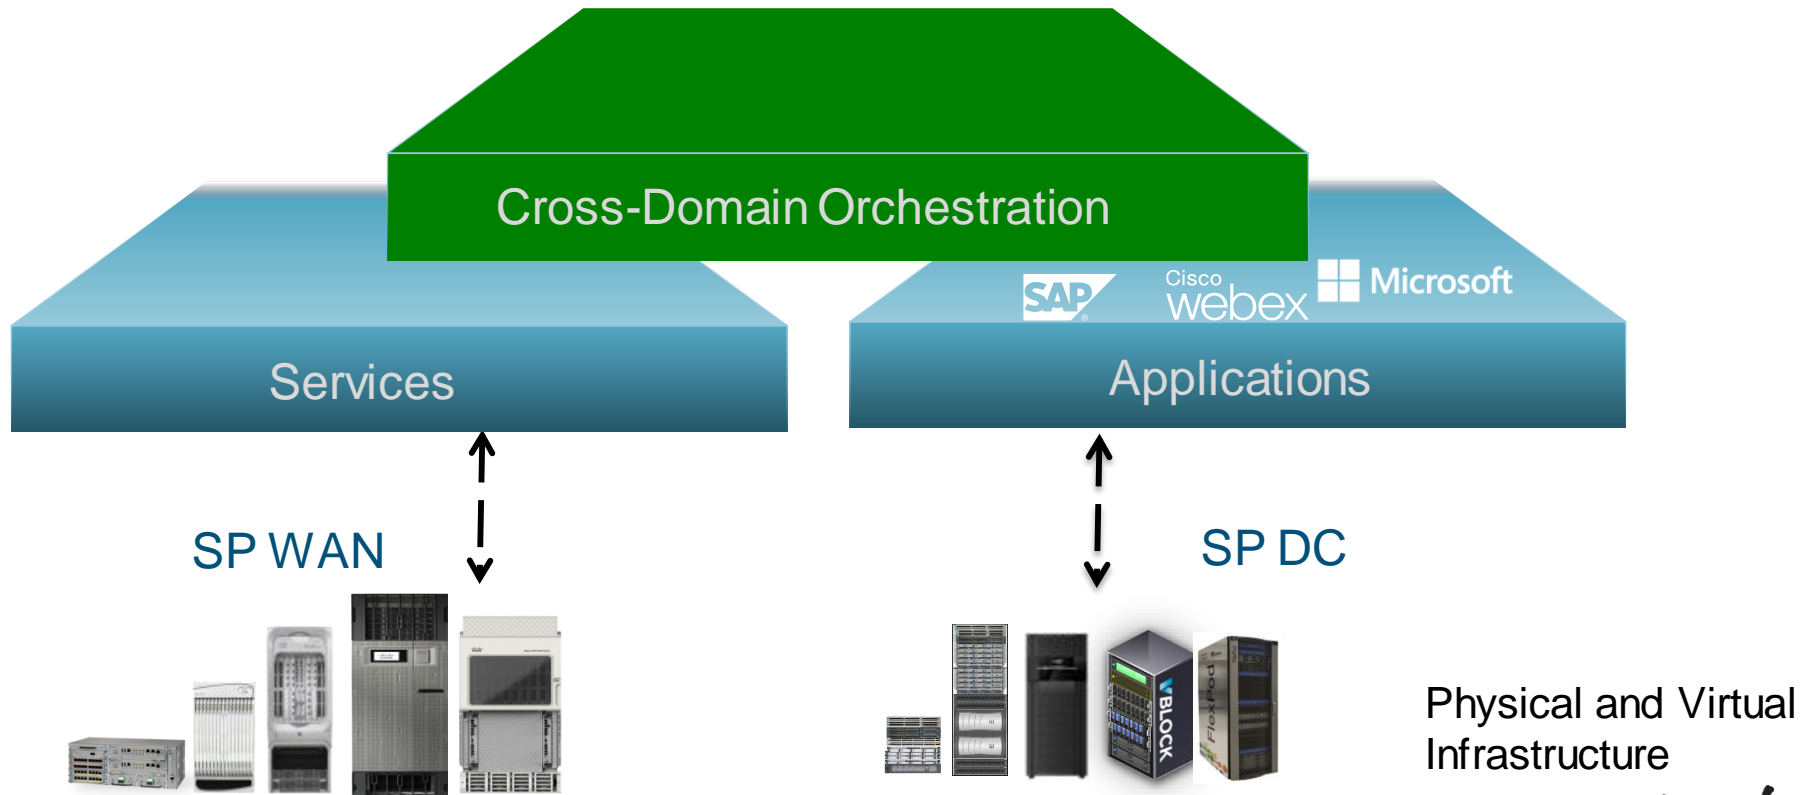 Cross-Domain Orchestration
SAP
®
Cisco
webex
Microsoft
Services
Applications
SP WAN
SP DC
VBLOCK
FlexPod
Physical and Virtual
Infrastructure